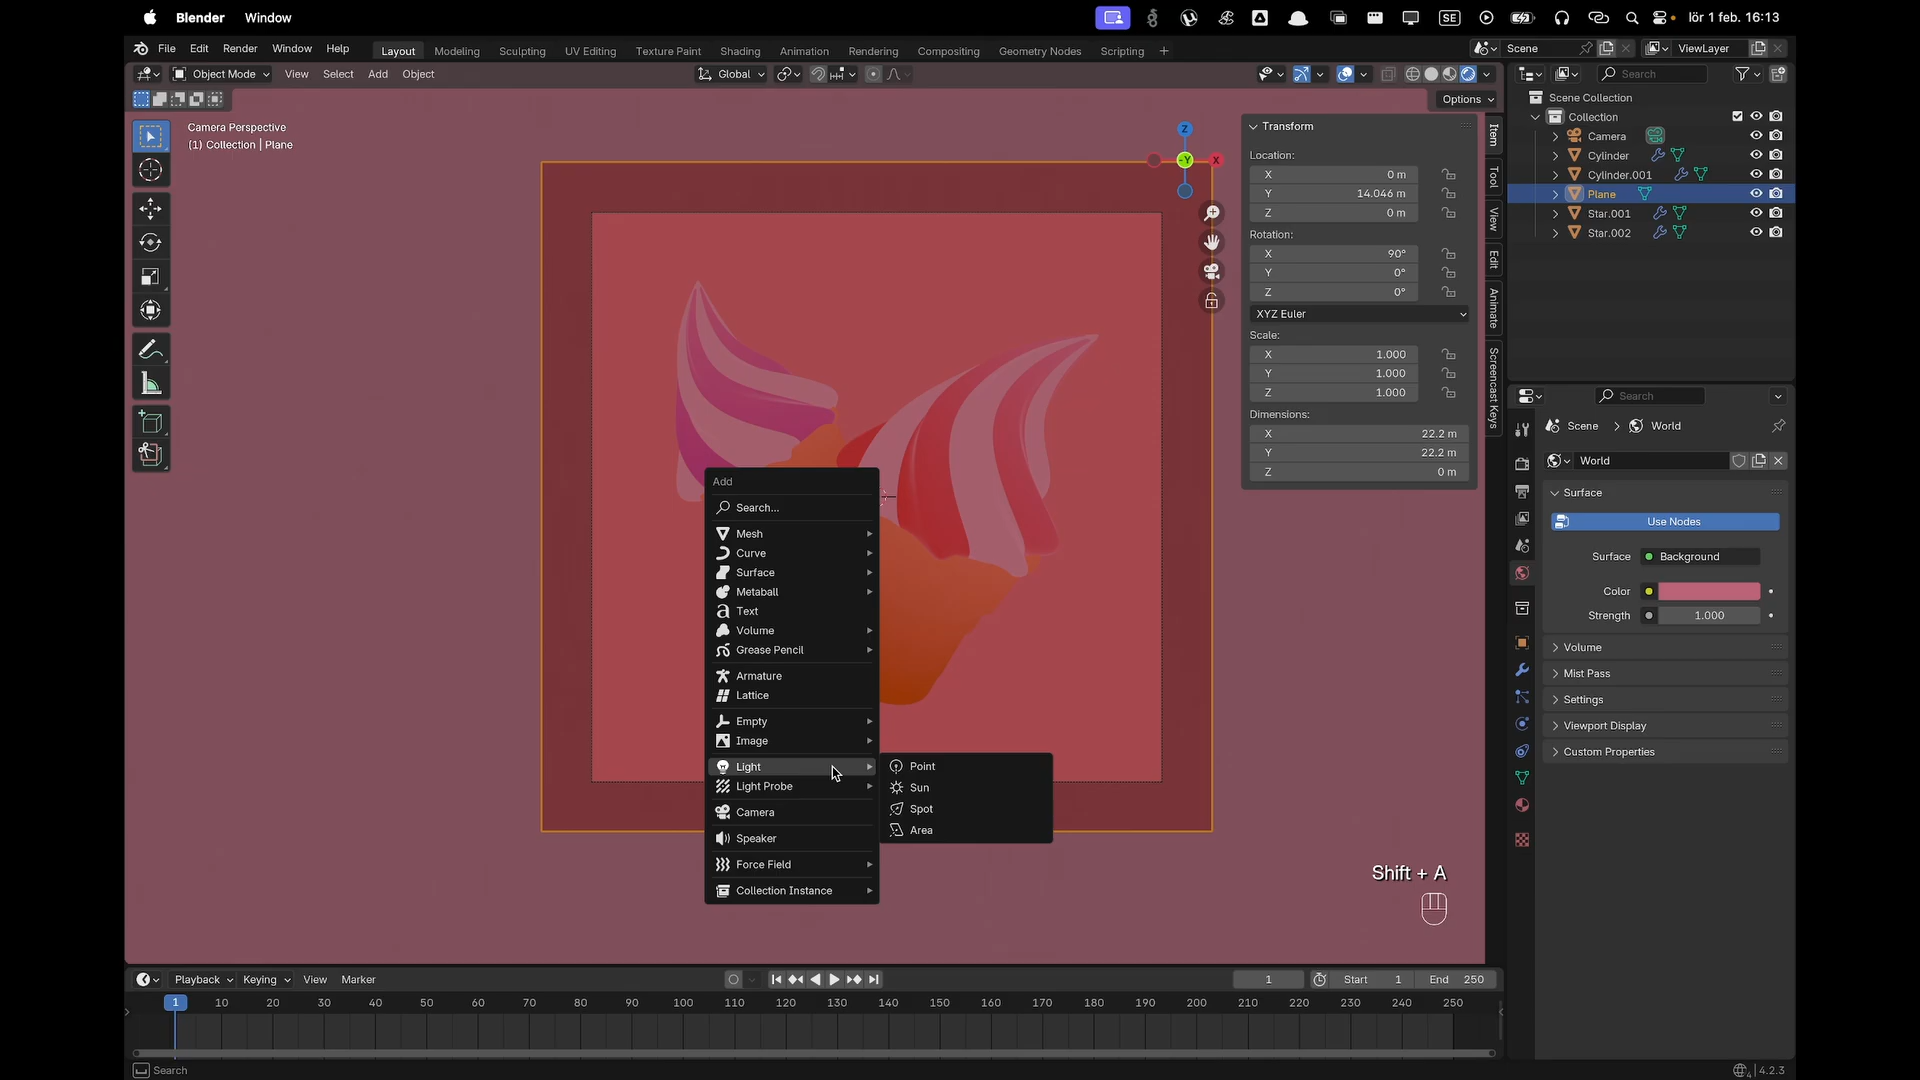 Blender Window
SE lör 1 feb. 16:13
File Edit Render Window Help Layout Modeling Sculpting UV Editing Texture Paint Shading Animation Rendering Compositing Geometry Nodes Scripting + Scene ViewLayer
Object Mode View Select Add Object Global Search
Options
Camera Perspective
(1) Collection | Plane
Z
-Y
X
Transform
Location:
X 0 m
Y 14.046 m
Z 0 m
Rotation:
X 90°
Y 0°
Z 0°
XYZ Euler
Scale:
X 1.000
Y 1.000
Z 1.000
Dimensions:
X 22.2 m
Y 22.2 m
Z 0 m
Item
Tool
View
Edit
Animate
Screencast Keys
Scene Collection
Collection
Camera
Cylinder
Cylinder.001
Plane
Star.001
Star.002
Search
Scene > World
World
Surface
Use Nodes
Surface Background
Color
Strength 1.000
Volume
Mist Pass
Settings
Viewport Display
Custom Properties
Add
Search...
Mesh
Curve
Surface
Metaball
Text
Volume
Grease Pencil
Armature
Lattice
Empty
Image
Light
Light Probe
Camera
Speaker
Force Field
Collection Instance
Point
Sun
Spot
Area
Shift + A
Playback Keying View Marker 1 Start 1 End 250
1 10 20 30 40 50 60 70 80 90 100 110 120 130 140 150 160 170 180 190 200 210 220 230 240 250
Search 4.2.3